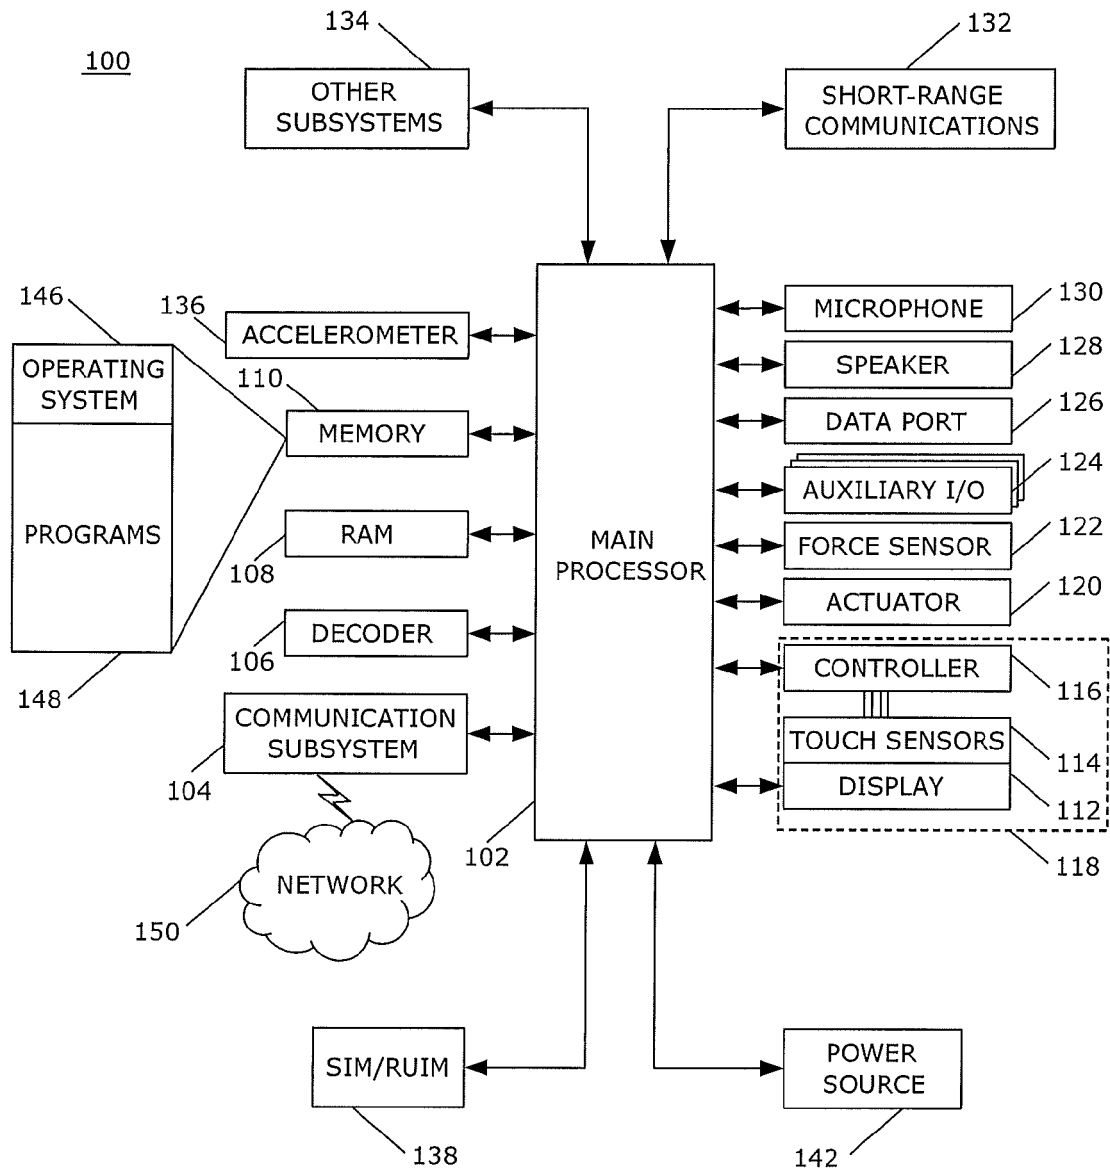 100
134
132
OTHER
SUBSYSTEMS
SHORT-RANGE
COMMUNICATIONS
146
136
ACCELEROMETER
MICROPHONE
130
OPERATING
SYSTEM
110
MEMORY
SPEAKER
128
DATA PORT
126
AUXILIARY I/O
124
PROGRAMS
RAM
108
MAIN
PROCESSOR
FORCE SENSOR
122
ACTUATOR
120
DECODER
106
148
CONTROLLER
116
COMMUNICATION
SUBSYSTEM
104
TOUCH SENSORS
114
DISPLAY
112
102
118
NETWORK
150
SIM/RUIM
138
POWER
SOURCE
142